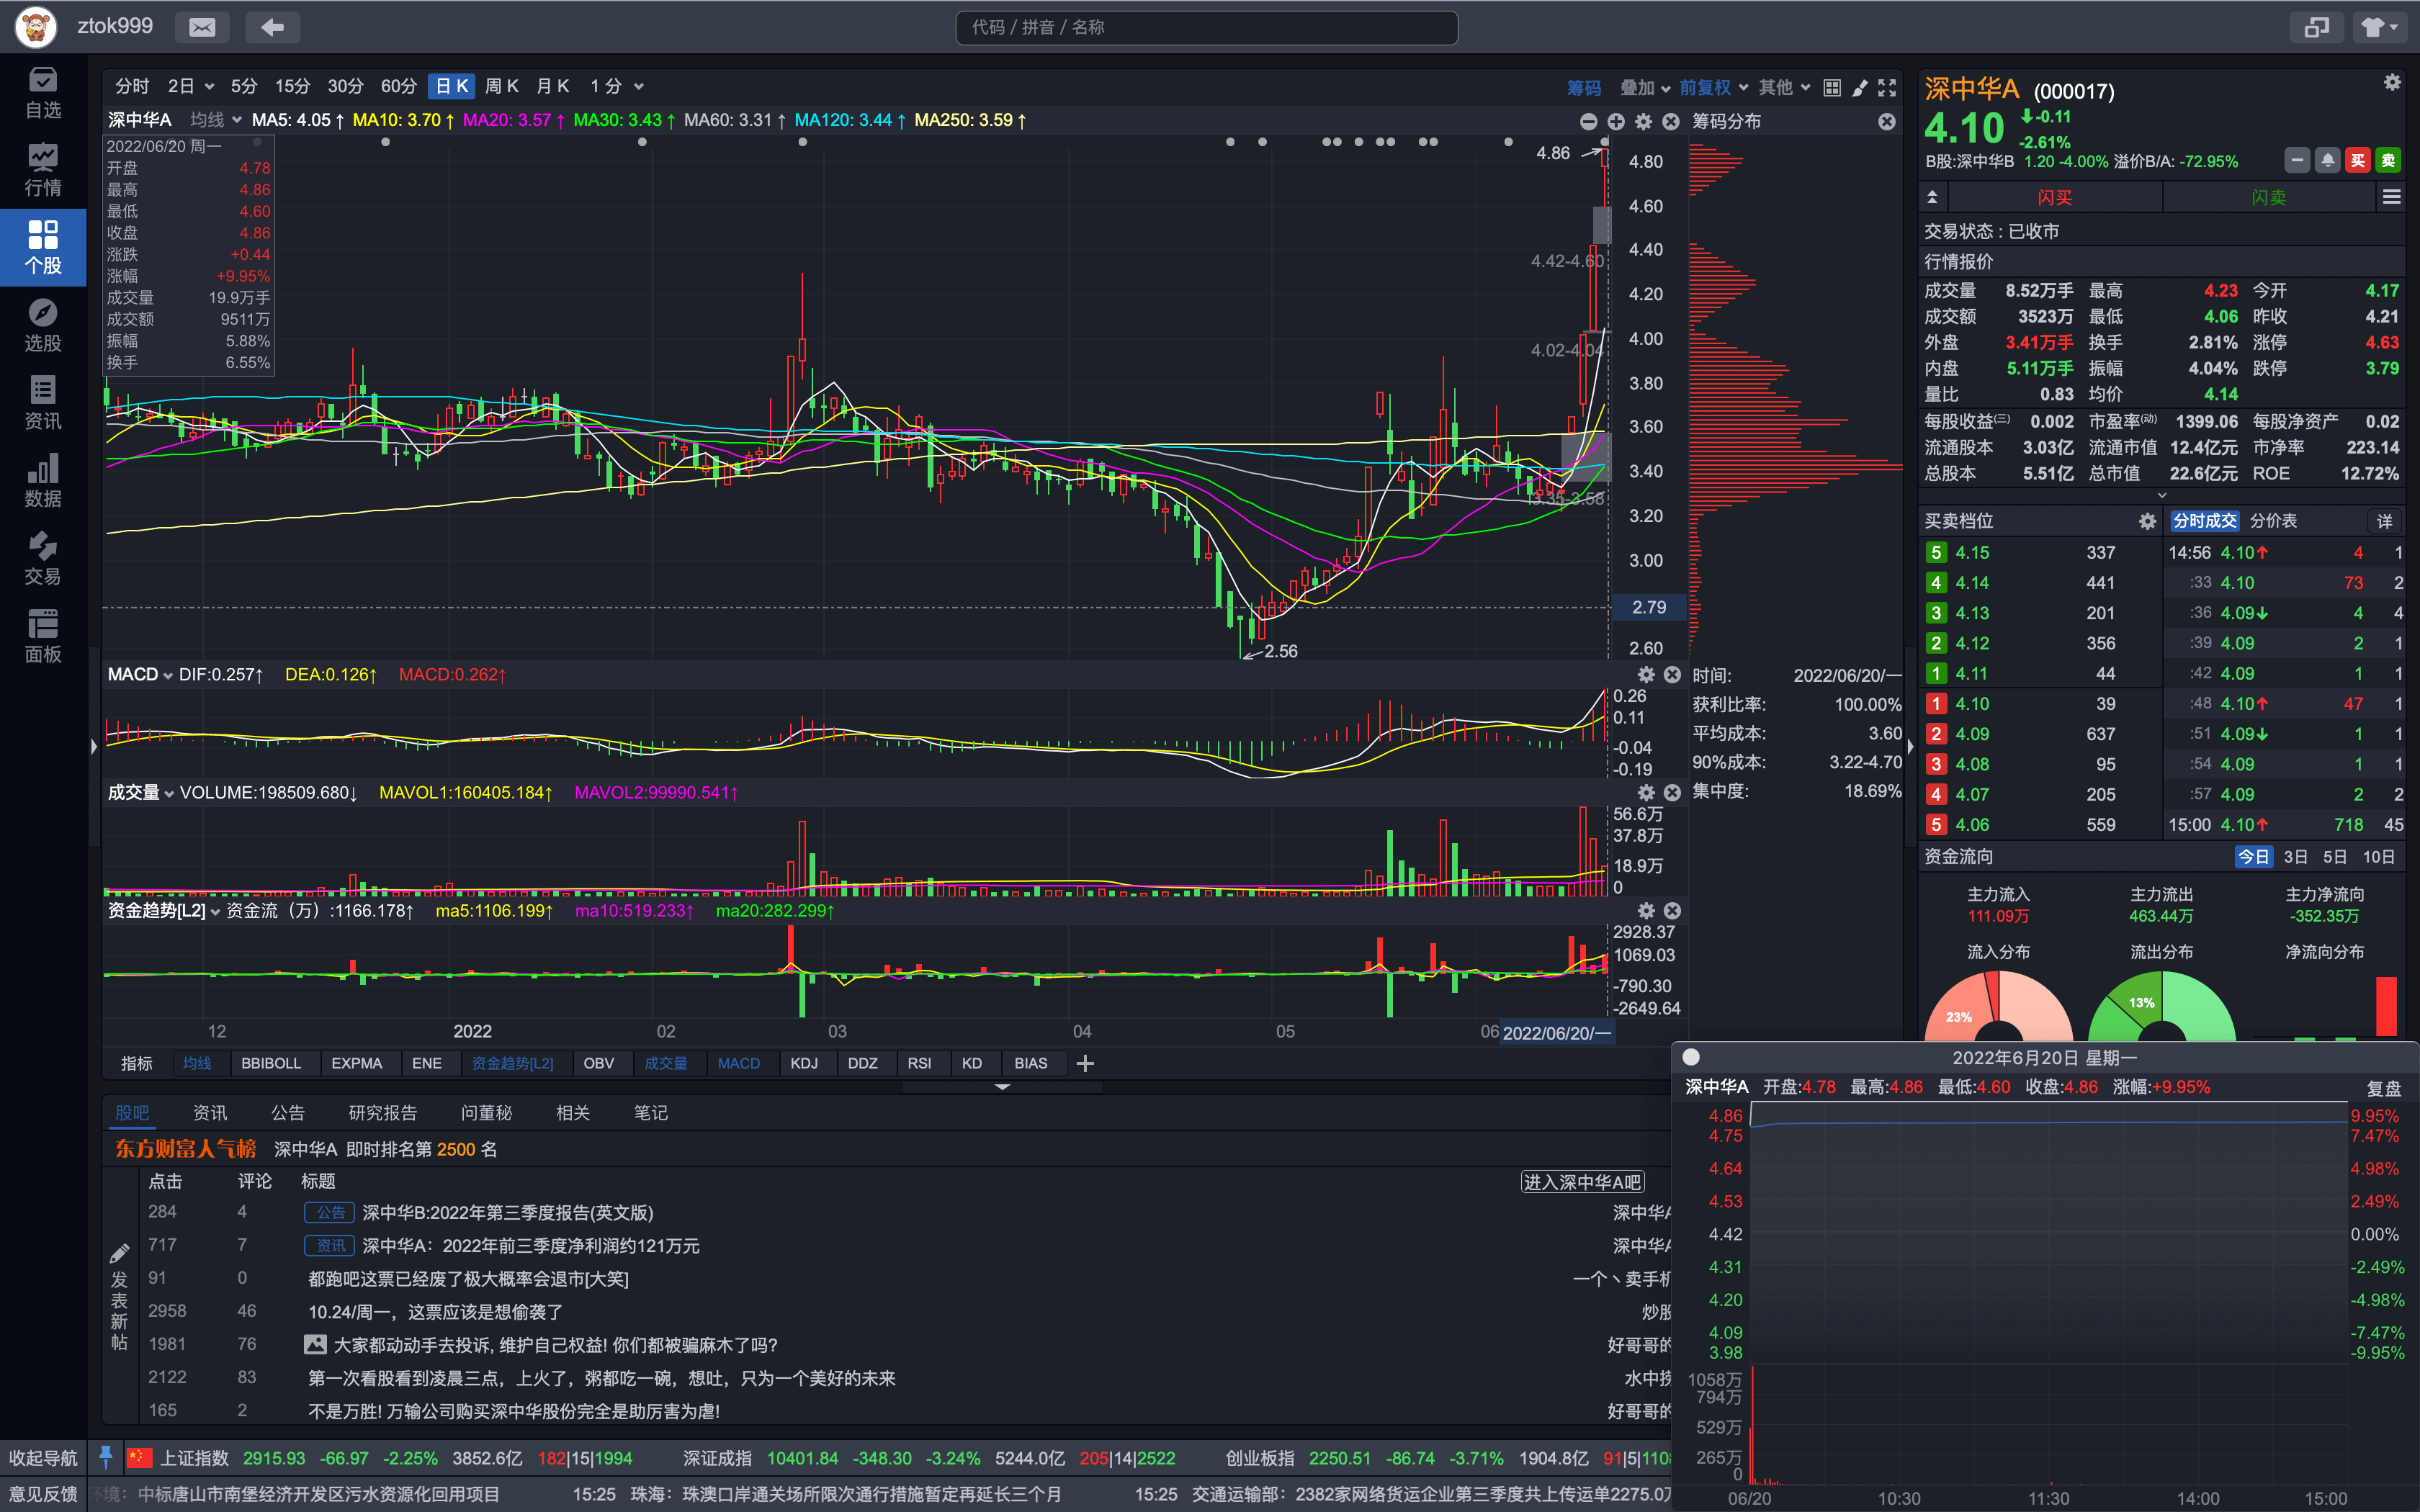 ztok999
代码 / 拼音 / 名称
自选
行情
个股
选股
资讯
数据
交易
面板
分时 2日 5分 15分 30分 60分 日K 周K 月K 1分 筹码 叠加 前复权 其他
深中华A 均线 MA5: 4.05↑ MA10: 3.70↑ MA20: 3.57↑ MA30: 3.43↑ MA60: 3.31↑ MA120: 3.44↑ MA250: 3.59↑
2022/06/20 周一
开盘 4.78
最高 4.86
最低 4.60
收盘 4.86
涨跌 +0.44
涨幅 +9.95%
成交量 19.9万手
成交额 9511万
振幅 5.88%
换手 6.55%
4.86
4.42-4.60
4.02-4.04
3.35-3.58
2.56
4.80
4.60
4.40
4.20
4.00
3.80
3.60
3.40
3.20
3.00
2.79
2.60
筹码分布
时间: 2022/06/20/一
获利比率: 100.00%
平均成本: 3.60
90%成本: 3.22-4.70
集中度: 18.69%
MACD DIF:0.257↑ DEA:0.126↑ MACD:0.262↑
0.26
0.11
-0.04
-0.19
成交量 VOLUME:198509.680↓ MAVOL1:160405.184↑ MAVOL2:99990.541↑
56.6万
37.8万
18.9万
0
资金趋势[L2] 资金流（万）:1166.178↑ ma5:1106.199↑ ma10:519.233↑ ma20:282.299↑
2928.37
1069.03
-790.30
-2649.64
12 2022 02 03 04 05 06 2022/06/20/一
指标 均线 BBIBOLL EXPMA ENE 资金趋势[L2] OBV 成交量 MACD KDJ DDZ RSI KD BIAS
股吧 资讯 公告 研究报告 问董秘 相关 笔记
东方财富人气榜 深中华A 即时排名第 2500 名
点击 评论 标题 进入深中华A吧
284 4 公告 深中华B:2022年第三季度报告(英文版) 深中华A
717 7 资讯 深中华A：2022年前三季度净利润约121万元 深中华A
91 0 都跑吧这票已经废了极大概率会退市[大笑] 一个丶卖手机
2958 46 10.24/周一，这票应该是想偷袭了 炒股
1981 76 大家都动动手去投诉, 维护自己权益! 你们都被骗麻木了吗? 好哥哥的
2122 83 第一次看股看到凌晨三点，上火了，粥都吃一碗，想吐，只为一个美好的未来 水中捞
165 2 不是万胜! 万输公司购买深中华股份完全是助厉害为虐! 好哥哥的
发表新帖
深中华A (000017)
4.10 -0.11
-2.61%
B股:深中华B 1.20 -4.00% 溢价B/A: -72.95% 买 卖
闪买 闪卖
交易状态 : 已收市
行情报价
成交量 8.52万手 最高 4.23 今开 4.17
成交额 3523万 最低 4.06 昨收 4.21
外盘 3.41万手 换手 2.81% 涨停 4.63
内盘 5.11万手 振幅 4.04% 跌停 3.79
量比 0.83 均价 4.14
每股收益(三) 0.002 市盈率(动) 1399.06 每股净资产 0.02
流通股本 3.03亿 流通市值 12.4亿元 市净率 223.14
总股本 5.51亿 总市值 22.6亿元 ROE 12.72%
买卖档位 分时成交 分价表 详
5 4.15 337 14:56 4.10↑ 4 1
4 4.14 441 :33 4.10 73 2
3 4.13 201 :36 4.09↓ 4 4
2 4.12 356 :39 4.09 2 1
1 4.11 44 :42 4.09 1 1
1 4.10 39 :48 4.10↑ 47 1
2 4.09 637 :51 4.09↓ 1 1
3 4.08 95 :54 4.09 1 1
4 4.07 205 :57 4.09 2 2
5 4.06 559 15:00 4.10↑ 718 45
资金流向 今日 3日 5日 10日
主力流入 主力流出 主力净流向
111.09万 463.44万 -352.35万
流入分布 流出分布 净流向分布
23% 13%
2022年6月20日 星期一
深中华A 开盘:4.78 最高:4.86 最低:4.60 收盘:4.86 涨幅:+9.95% 复盘
4.86 9.95%
4.75 7.47%
4.64 4.98%
4.53 2.49%
4.42 0.00%
4.31 -2.49%
4.20 -4.98%
4.09 -7.47%
3.98 -9.95%
1058万
794万
529万
265万
0
06/20 10:30 11:30 14:00 15:00
收起导航 上证指数 2915.93 -66.97 -2.25% 3852.6亿 182|15|1994 深证成指 10401.84 -348.30 -3.24% 5244.0亿 205|14|2522 创业板指 2250.51 -86.74 -3.71% 1904.8亿 91|5|110
意见反馈 环境：中标唐山市南堡经济开发区污水资源化回用项目 15:25 珠海：珠澳口岸通关场所限次通行措施暂定再延长三个月 15:25 交通运输部：2382家网络货运企业第三季度共上传运单2275.0万